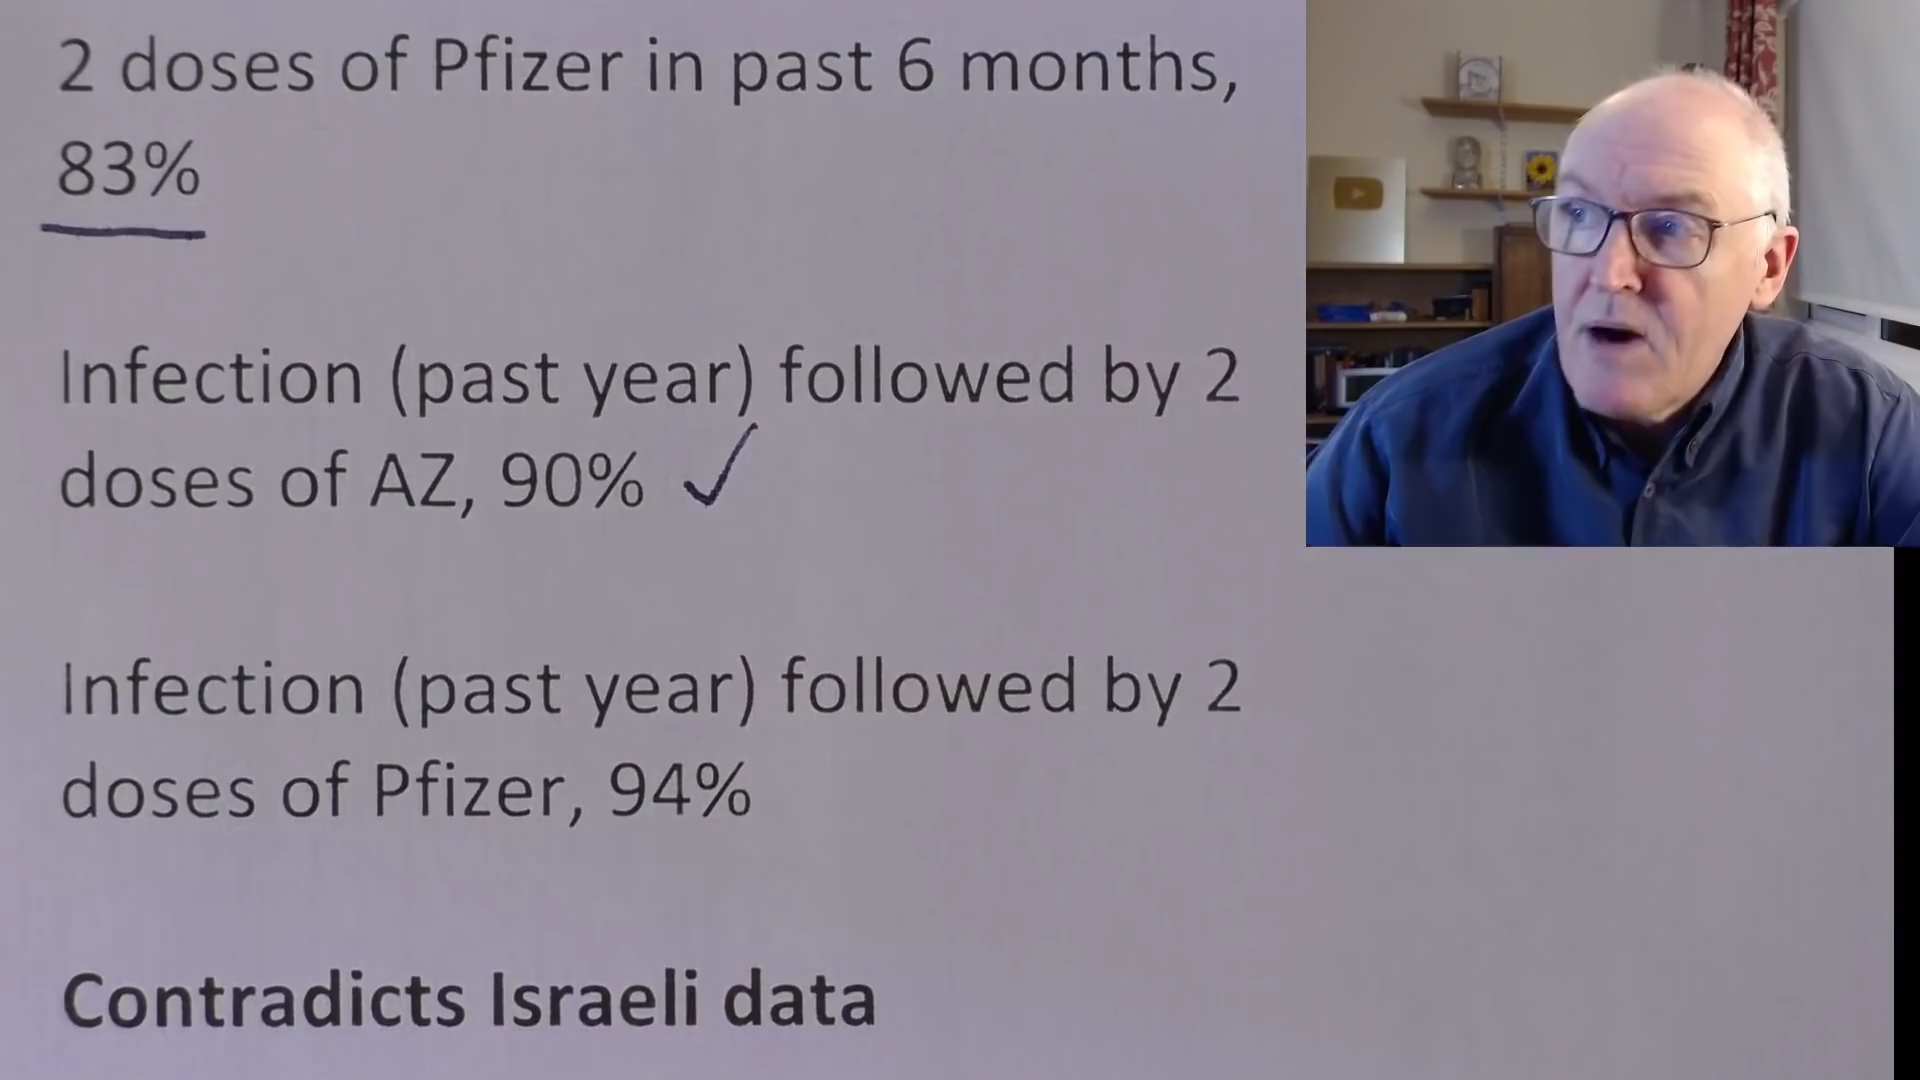 2 doses of Pfizer in past 6 months,
83%
Infection (past year) followed by 2
doses of AZ, 90%
Infection (past year) followed by 2
doses of Pfizer, 94%
Contradicts Israeli data